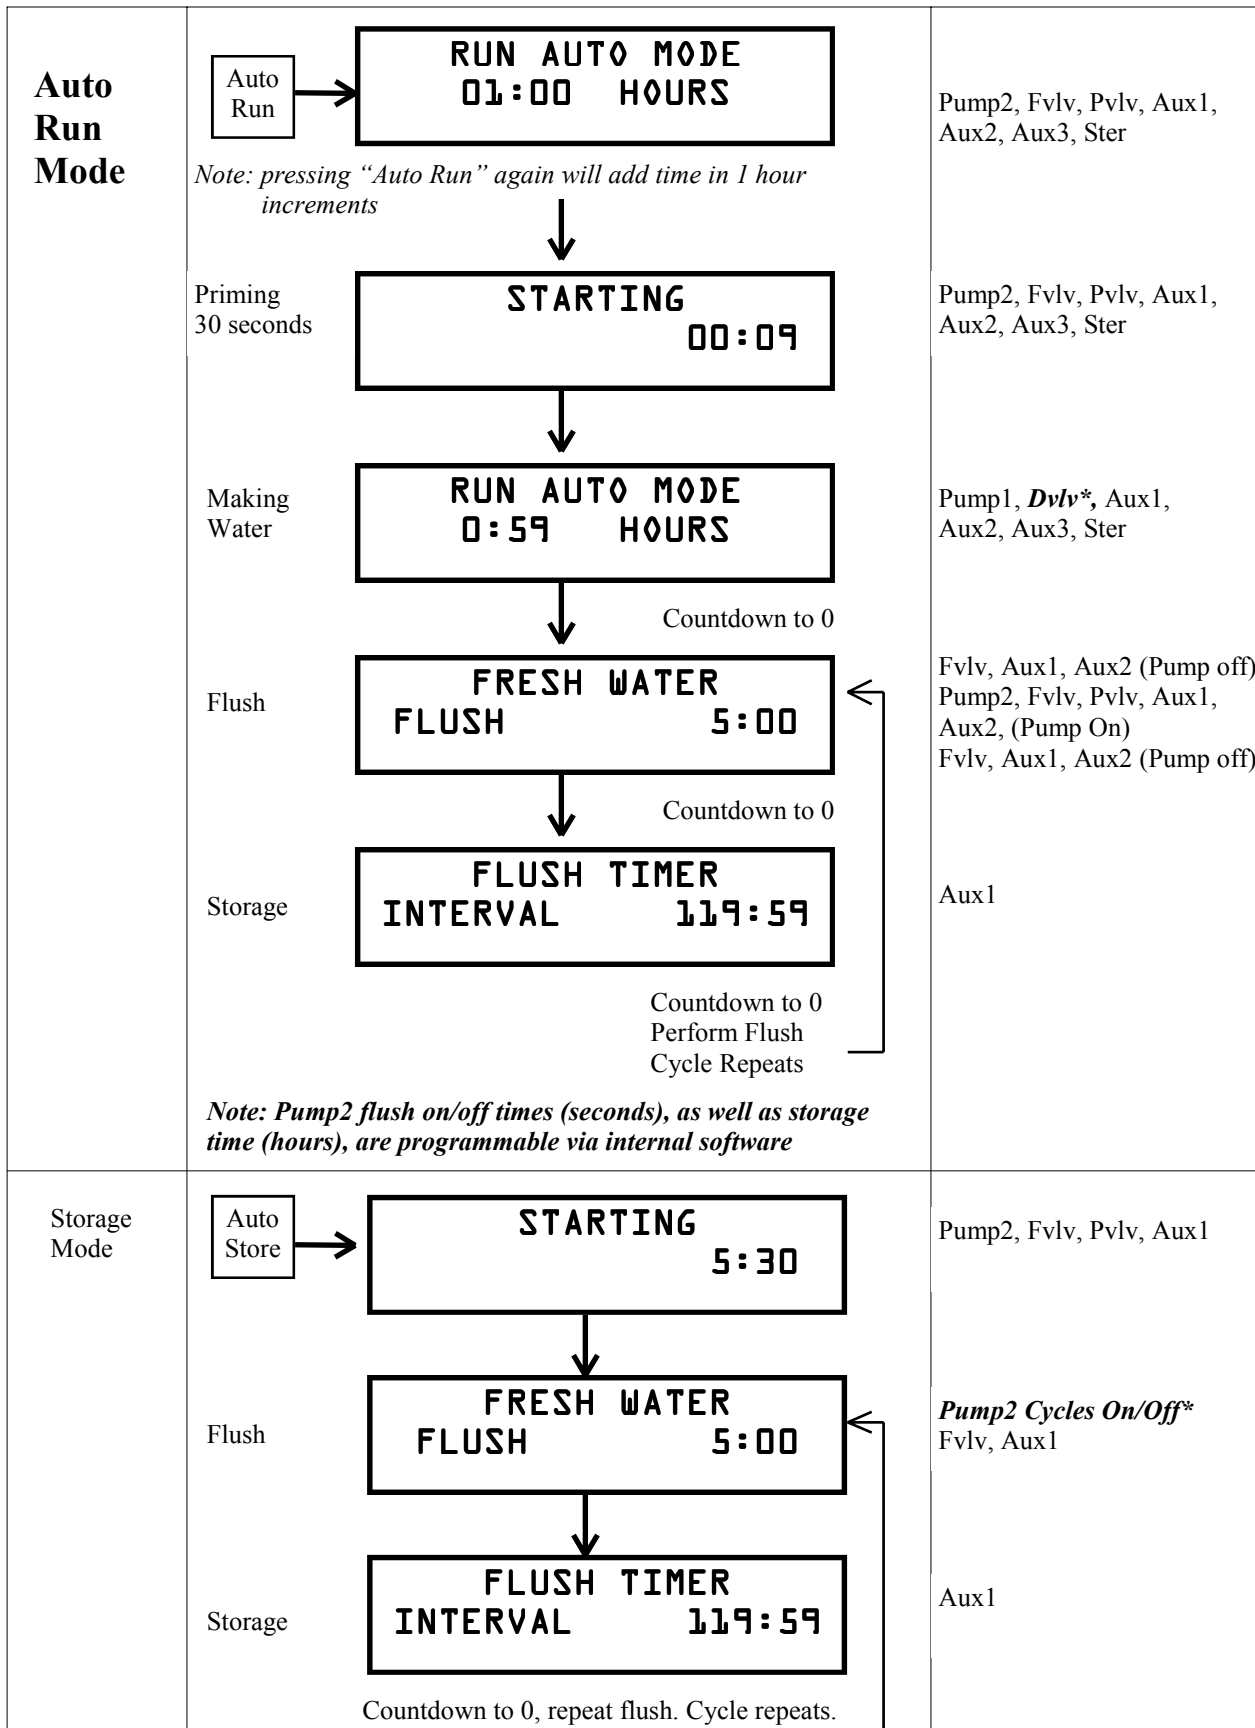 Auto
Run
Mode
Auto
Run
RUN AUTO MODE
01:00 HOURS
Pump2, Fvlv, Pvlv, Aux1,
Aux2, Aux3, Ster
Note: pressing “Auto Run” again will add time in 1 hour
increments
Priming
30 seconds
STARTING
00:09
Pump2, Fvlv, Pvlv, Aux1,
Aux2, Aux3, Ster
Making
Water
RUN AUTO MODE
0:59 HOURS
Pump1, Dvlv*, Aux1,
Aux2, Aux3, Ster
Countdown to 0
Flush
FRESH WATER
FLUSH 5:00
Fvlv, Aux1, Aux2 (Pump off)
Pump2, Fvlv, Pvlv, Aux1,
Aux2, (Pump On)
Fvlv, Aux1, Aux2 (Pump off)
Countdown to 0
Storage
FLUSH TIMER
INTERVAL 119:59
Aux1
Countdown to 0
Perform Flush
Cycle Repeats
Note: Pump2 flush on/off times (seconds), as well as storage
time (hours), are programmable via internal software
Storage
Mode
Auto
Store
STARTING
5:30
Pump2, Fvlv, Pvlv, Aux1
Flush
FRESH WATER
FLUSH 5:00
Pump2 Cycles On/Off*
Fvlv, Aux1
Storage
FLUSH TIMER
INTERVAL 119:59
Aux1
Countdown to 0, repeat flush. Cycle repeats.